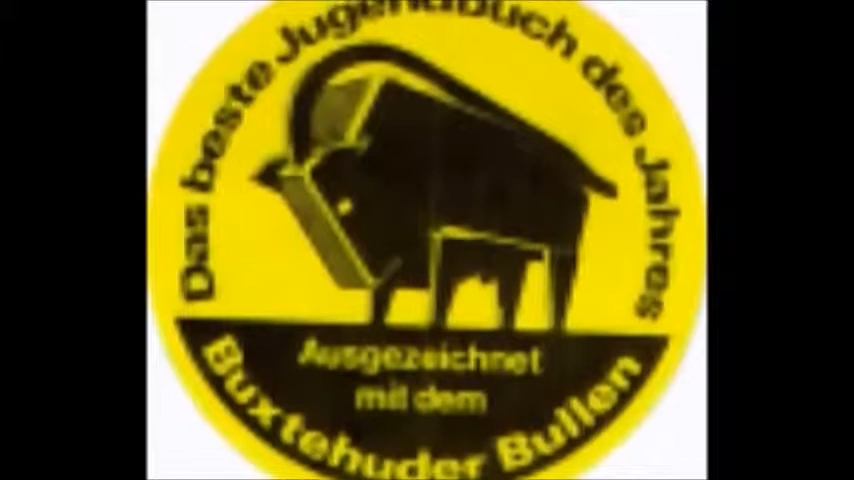 Das beste Jugendbuch des Jahres
Ausgezeichnet
mit dem
Buxtehuder Bullen